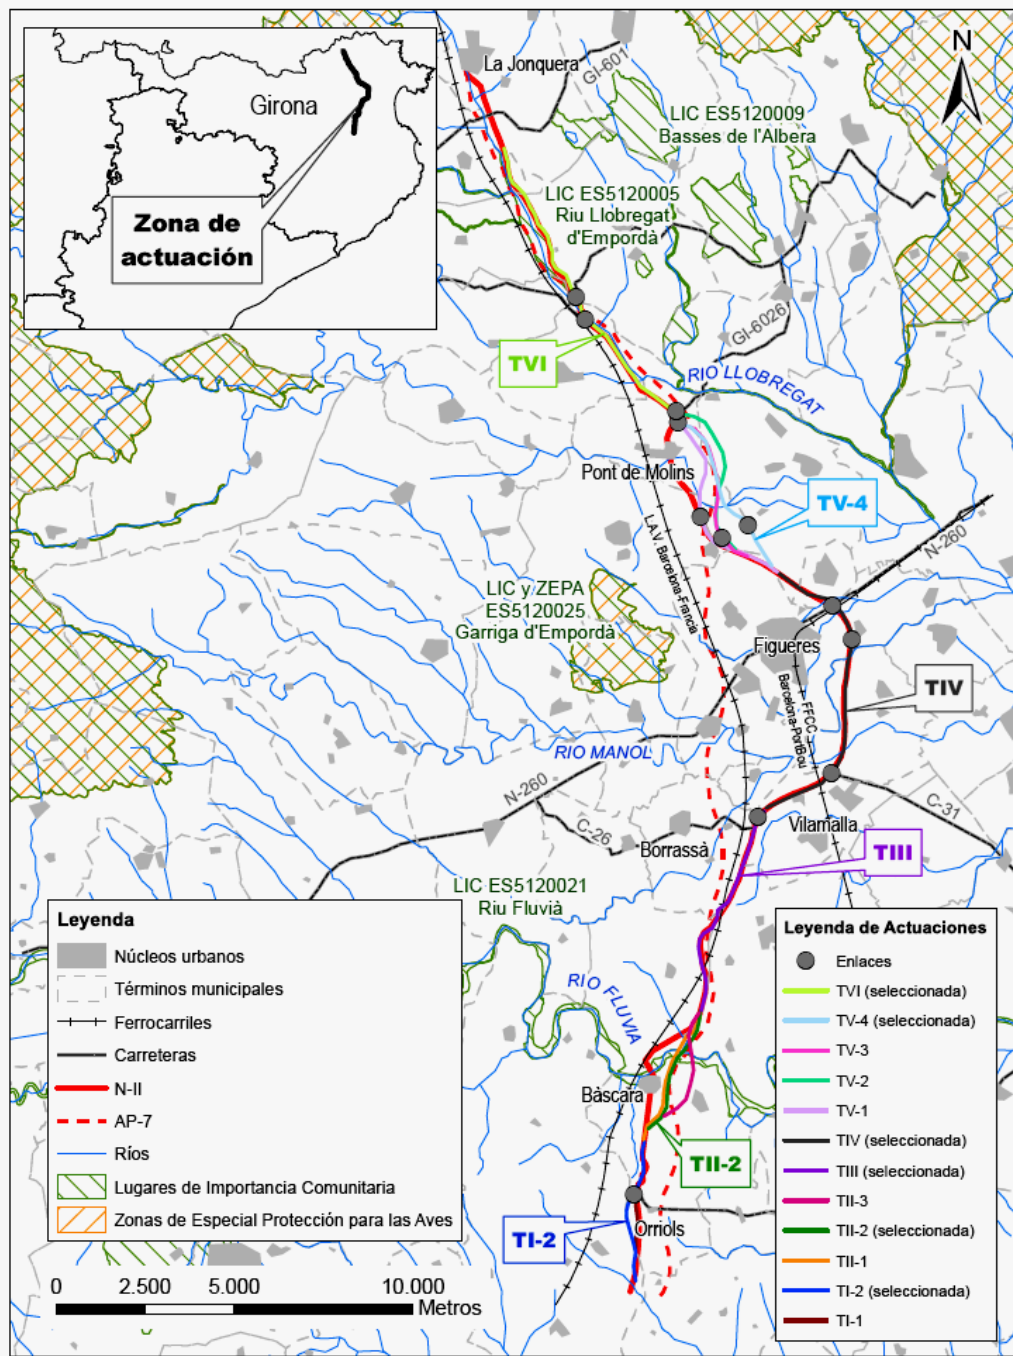 N
La Jonquera
GI-601
Girona
LIC ES5120009
Basses de l'Albera
LIC ES5120005
Riu Llobregat
d'Empordà
Zona de
actuación
GI-6026
TVI
RIO LLOBREGAT
Pont de Molins
TV-4
L.A.V. Barcelona-Francia
N-260
LIC y ZEPA
ES5120025
Garriga d'Empordà
Figueres
TIV
FFCC
Barcelona-PortBou
RIO MANOL
N-260
C-31
C-26
Vilamalla
Borrassà
TIII
LIC ES5120021
Riu Fluvià
RIO FLUVIA
Bàscara
TII-2
TI-2
Orriols
Leyenda
Núcleos urbanos
Términos municipales
Ferrocarriles
Carreteras
N-II
AP-7
Ríos
Lugares de Importancia Comunitaria
Zonas de Especial Protección para las Aves
0 2.500 5.000 10.000
Metros
Leyenda de Actuaciones
Enlaces
TVI (seleccionada)
TV-4 (seleccionada)
TV-3
TV-2
TV-1
TIV (seleccionada)
TIII (seleccionada)
TII-3
TII-2 (seleccionada)
TII-1
TI-2 (seleccionada)
TI-1